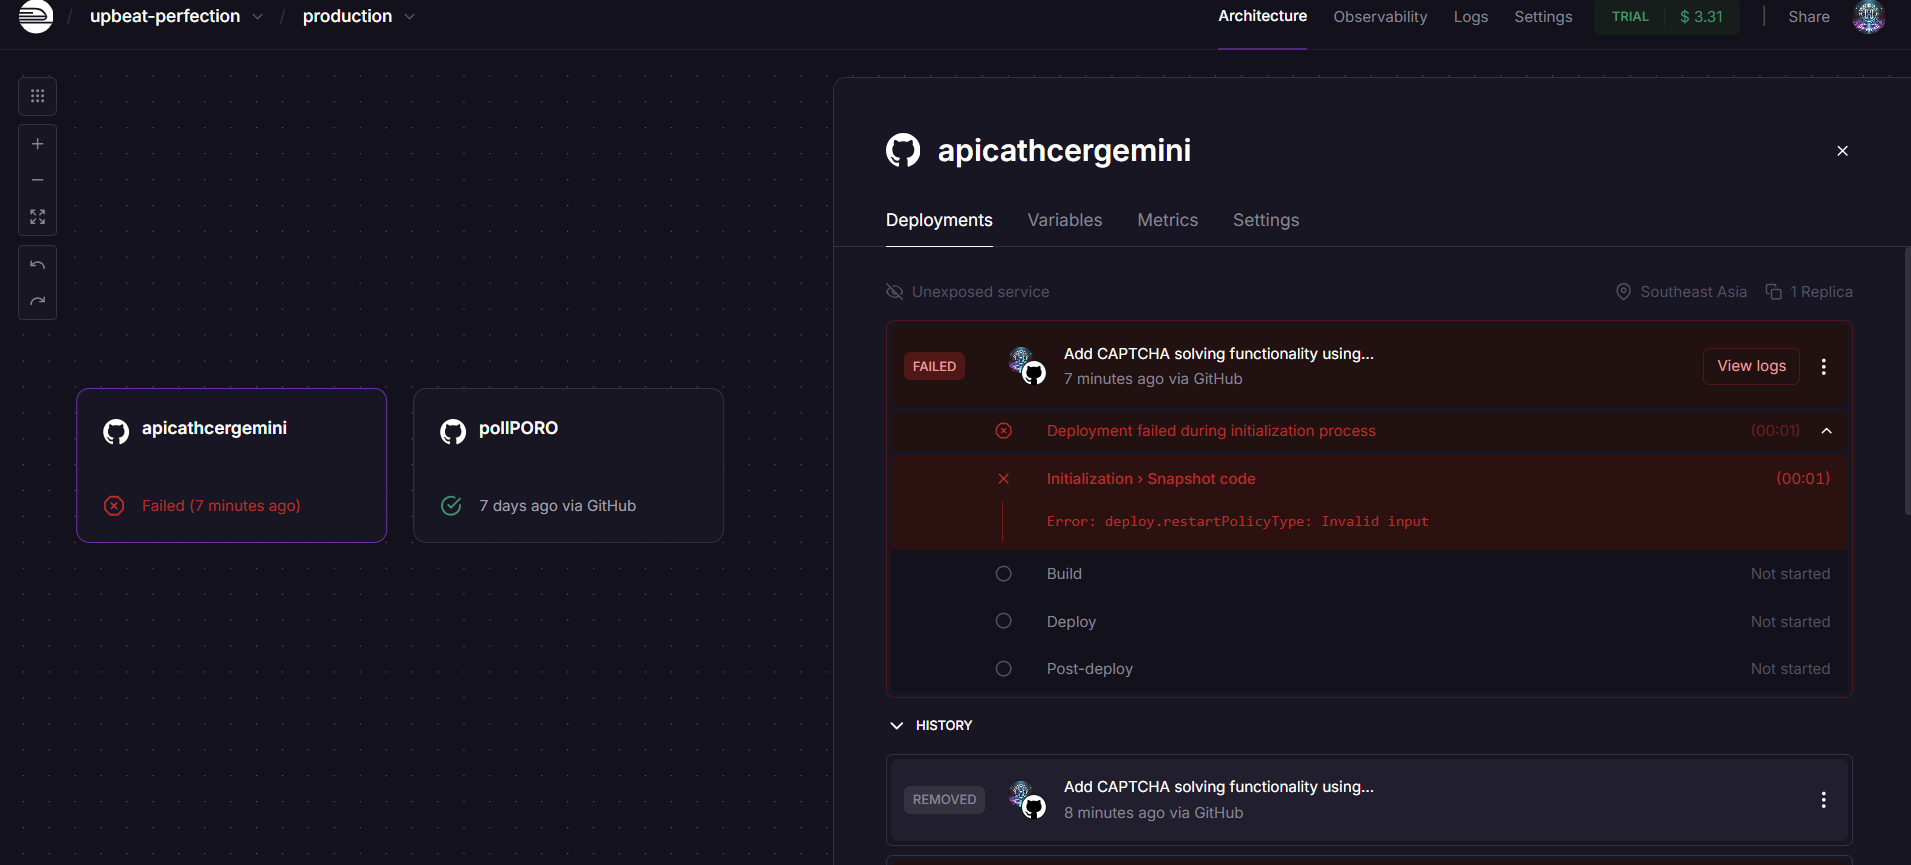 / upbeat-perfection / production
Architecture Observability Logs Settings TRIAL $ 3.31 Share
apicathcergemini
Deployments Variables Metrics Settings
Unexposed service Southeast Asia 1 Replica
FAILED Add CAPTCHA solving functionality using...
7 minutes ago via GitHub
View logs
Deployment failed during initialization process (00:01)
Initialization › Snapshot code (00:01)
Error: deploy.restartPolicyType: Invalid input
Build Not started
Deploy Not started
Post-deploy Not started
HISTORY
REMOVED Add CAPTCHA solving functionality using...
8 minutes ago via GitHub
apicathcergemini
Failed (7 minutes ago)
pollPORO
7 days ago via GitHub